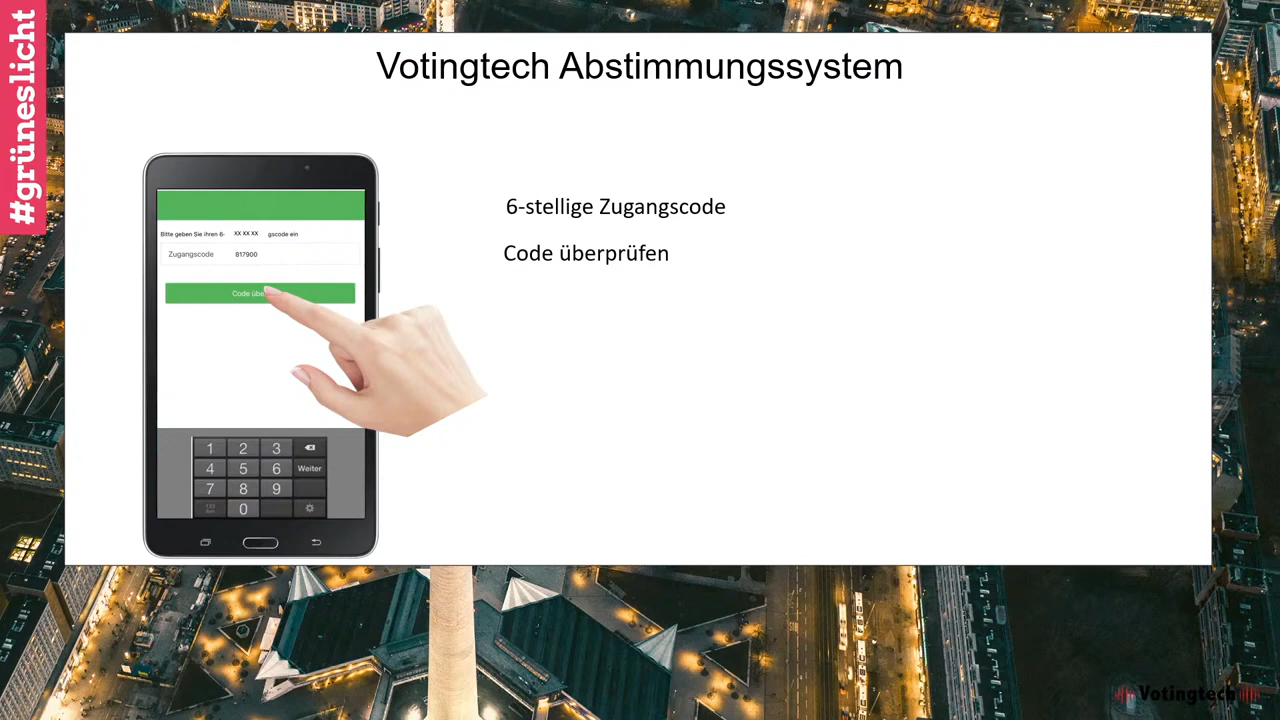 #grüneslicht
Votingtech Abstimmungssystem
6-stellige Zugangscode
Code überprüfen
Bitte geben Sie ihren 6- XX XX XX gscode ein
Zugangscode 817900
Code übe
1 2 3
4 5 6 Weiter
7 8 9
0
Votingtech